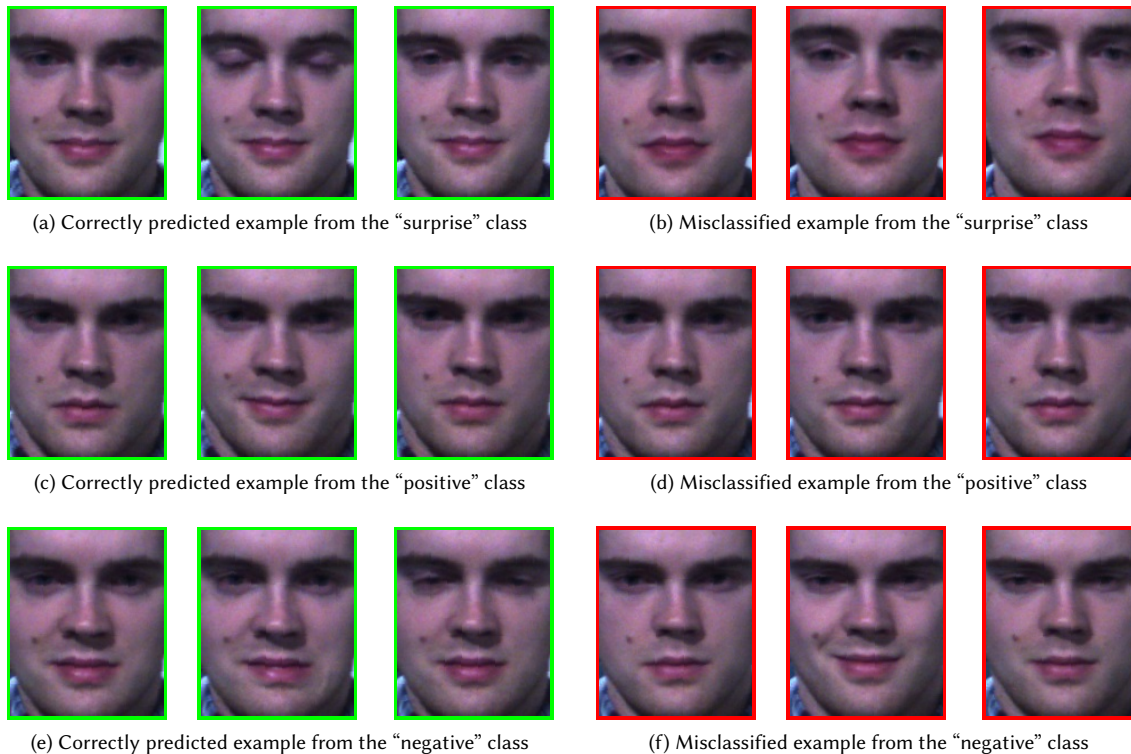 (a) Correctly predicted example from the “surprise” class
(b) Misclassified example from the “surprise” class
(c) Correctly predicted example from the “positive” class
(d) Misclassified example from the “positive” class
(e) Correctly predicted example from the “negative” class
(f) Misclassified example from the “negative” class